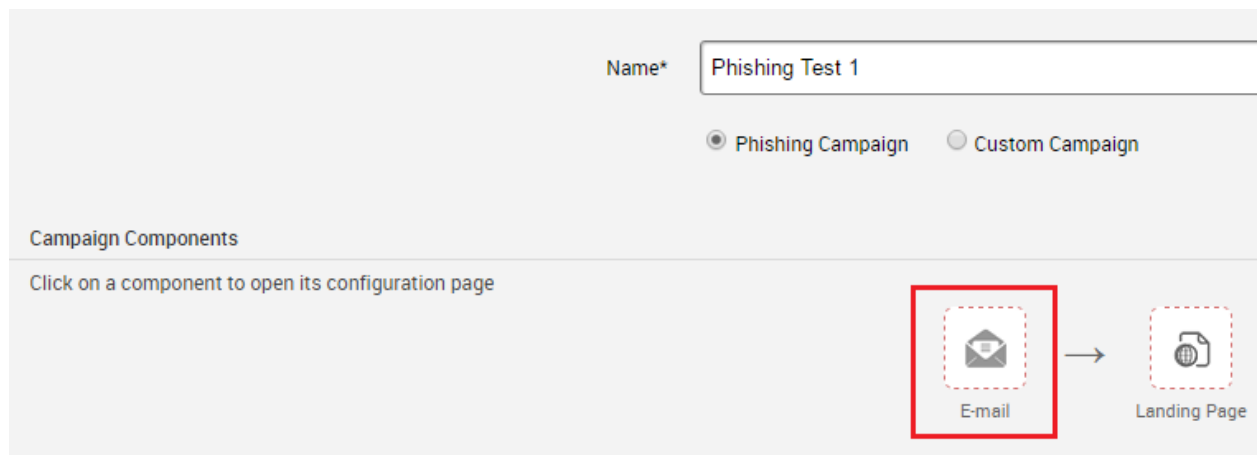 Name* Phishing Test 1
Phishing Campaign Custom Campaign
Campaign Components
Click on a component to open its configuration page
E-mail Landing Page